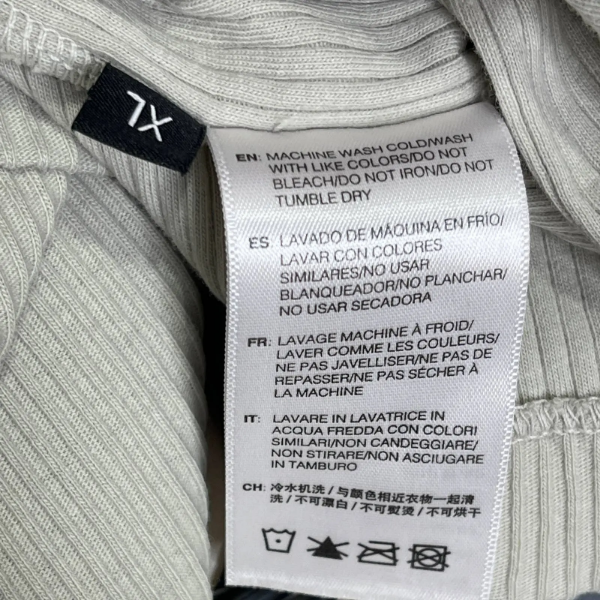 XL
EN: MACHINE WASH COLD/WASH
WITH LIKE COLORS/DO NOT
BLEACH/DO NOT IRON/DO NOT
TUMBLE DRY
ES: LAVADO DE MÁQUINA EN FRÍO/
LAVAR CON COLORES
SIMILARES/NO USAR
BLANQUEADOR/NO PLANCHAR/
NO USAR SECADORA
FR: LAVAGE MACHINE À FROID/
LAVER COMME LES COULEURS/
NE PAS JAVELLISER/NE PAS DE
REPASSER/NE PAS SÉCHER À
LA MACHINE
IT: LAVARE IN LAVATRICE IN
ACQUA FREDDA CON COLORI
SIMILARI/NON CANDEGGIARE/
NON STIRARE/NON ASCIUGARE
IN TAMBURO
CH: 冷水机洗/与颜色相近衣物一起清
洗/不可漂白/不可熨烫/不可烘干